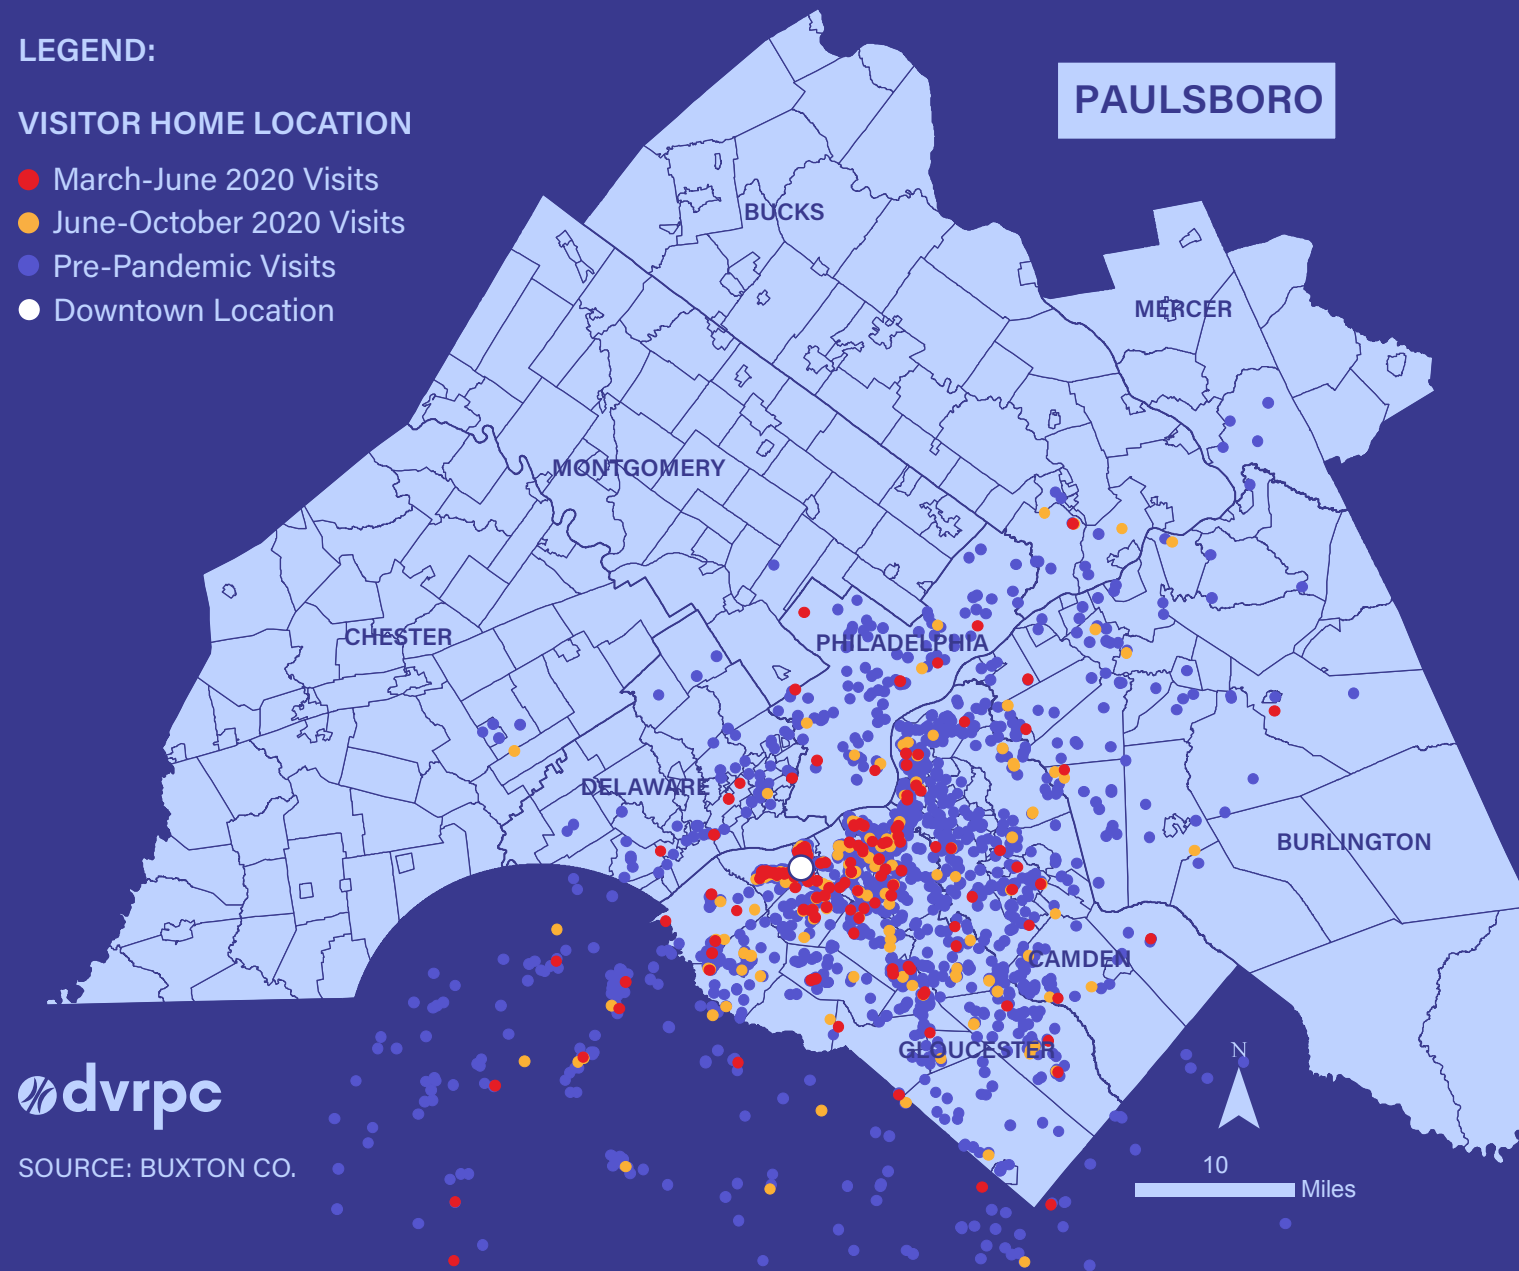 LEGEND:
PAULSBORO
VISITOR HOME LOCATION
March-June 2020 Visits
June-October 2020 Visits
Pre-Pandemic Visits
Downtown Location
BUCKS
MERCER
MONTGOMERY
CHESTER
PHILADELPHIA
DELAWARE
BURLINGTON
CAMDEN
GLOUCESTER
N
dvrpc
SOURCE: BUXTON CO.
10
Miles